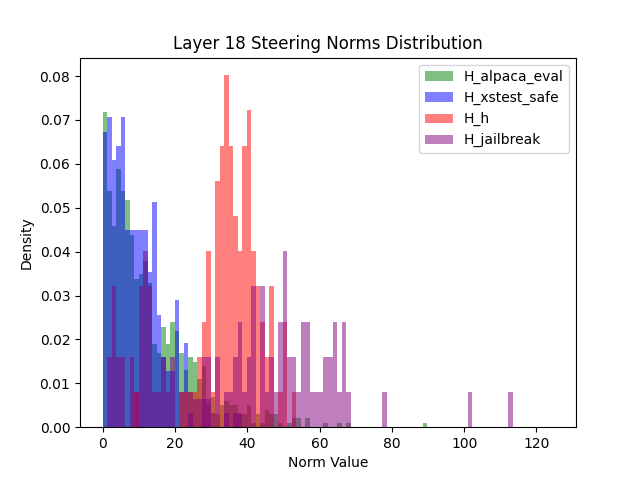 Layer 18 Steering Norms Distribution
H_alpaca_eval
H_xstest_safe
H_h
H_jailbreak
Density
0.08
0.07
0.06
0.05
0.04
0.03
0.02
0.01
0.00
0 20 40 60 80 100 120
Norm Value